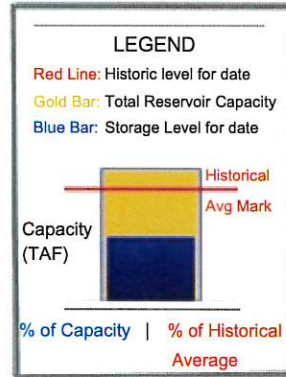 LEGEND
Red Line: Historic level for date
Gold Bar: Total Reservoir Capacity
Blue Bar: Storage Level for date
Historical
Avg Mark
Capacity
(TAF)
% of Capacity | % of Historical
Average